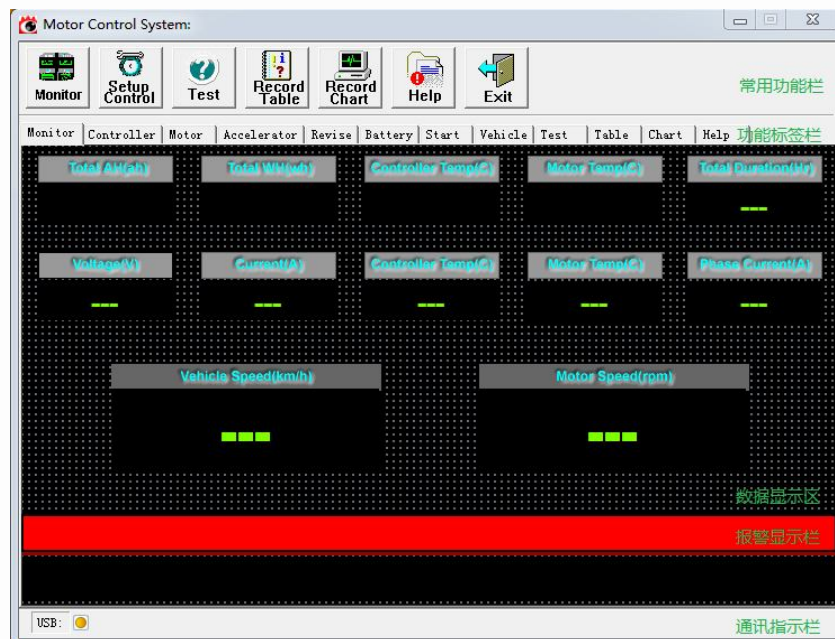 Motor Control System:
Monitor Setup Control Test Record Table Record Chart Help Exit 常用功能栏
Monitor Controller Motor Accelerator Revise Battery Start Vehicle Test Table Chart Help 功能标签栏
Total AH(ah) Total WH(wh) Controller Temp(C) Motor Temp(C) Total Duration(Hr)
---
Voltage(V) Current(A) Controller Temp(C) Motor Temp(C) Phase Current(A)
--- --- --- --- ---
Vehicle Speed(km/h) Motor Speed(rpm)
--- ---
数据显示区
报警显示栏
USB: 通讯指示栏